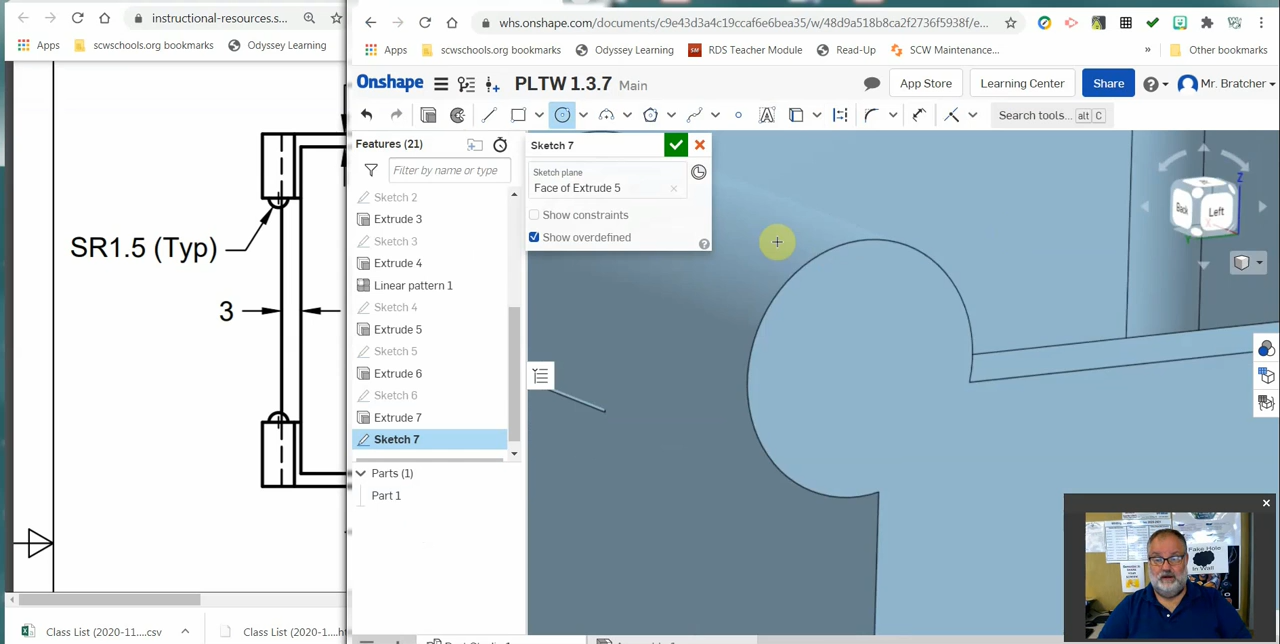 instructional-resources.s...
Apps
scwschools.org bookmarks
Odyssey Learning
SR1.5 (Typ)
3
Class List (2020-11....csv
Class List (2020-1....ht
whs.onshape.com/documents/c9e43d3a4c19ccaf6e6bea35/w/48d9a518b8ca2f2736f5938f/e...
Apps
scwschools.org bookmarks
Odyssey Learning
RDS Teacher Module
Read-Up
SCW Maintenance...
»
Other bookmarks
Onshape
PLTW 1.3.7 Main
App Store
Learning Center
Share
Mr. Bratcher
Search tools... alt C
Features (21)
Filter by name or type
Sketch 2
Extrude 3
Sketch 3
Extrude 4
Linear pattern 1
Sketch 4
Extrude 5
Sketch 5
Extrude 6
Sketch 6
Extrude 7
Sketch 7
Parts (1)
Part 1
Sketch 7
Sketch plane
Face of Extrude 5
Show constraints
Show overdefined
Z
Back
Left
Fake Hole
In Wall